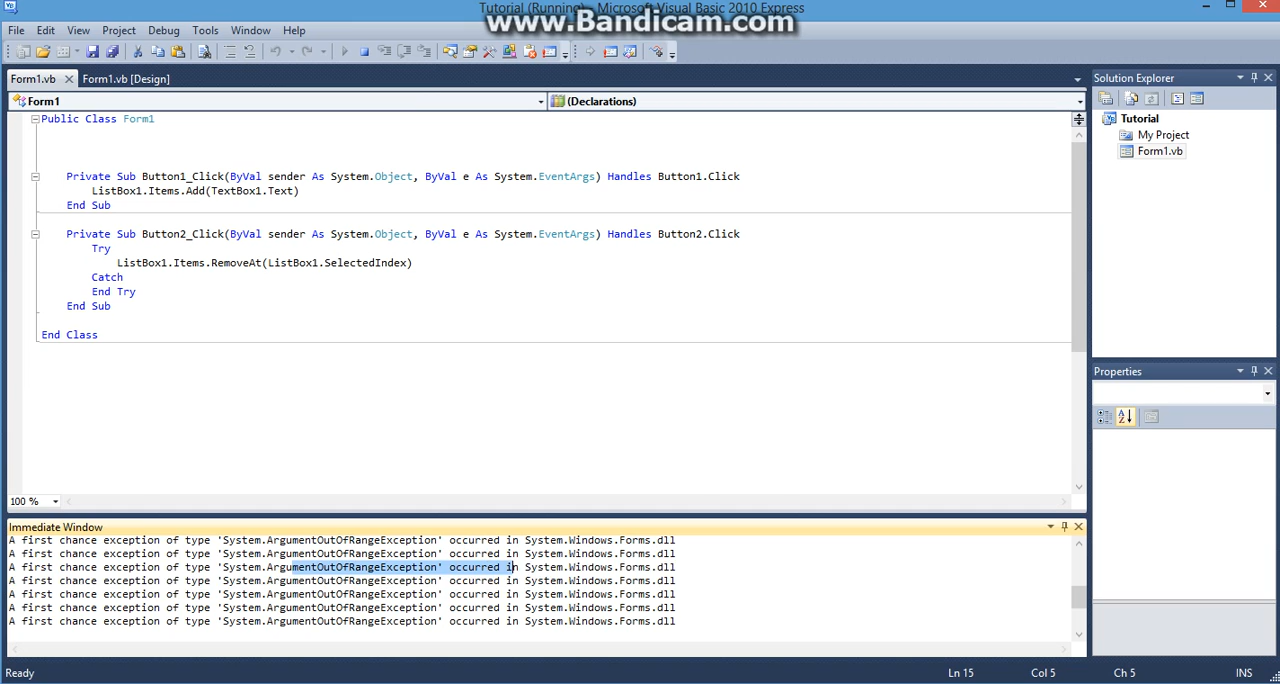 Tutorial (Running) - Microsoft Visual Basic 2010 Express
www.Bandicam.com
File Edit View Project Debug Tools Window Help
Form1.vb Form1.vb [Design]
Form1 (Declarations)
Public Class Form1
Private Sub Button1_Click(ByVal sender As System.Object, ByVal e As System.EventArgs) Handles Button1.Click
ListBox1.Items.Add(TextBox1.Text)
End Sub
Private Sub Button2_Click(ByVal sender As System.Object, ByVal e As System.EventArgs) Handles Button2.Click
Try
ListBox1.Items.RemoveAt(ListBox1.SelectedIndex)
Catch
End Try
End Sub
End Class
100 %
Solution Explorer
Tutorial
My Project
Form1.vb
Properties
Immediate Window
A first chance exception of type 'System.ArgumentOutOfRangeException' occurred in System.Windows.Forms.dll
A first chance exception of type 'System.ArgumentOutOfRangeException' occurred in System.Windows.Forms.dll
A first chance exception of type 'System.ArgumentOutOfRangeException' occurred in System.Windows.Forms.dll
A first chance exception of type 'System.ArgumentOutOfRangeException' occurred in System.Windows.Forms.dll
A first chance exception of type 'System.ArgumentOutOfRangeException' occurred in System.Windows.Forms.dll
A first chance exception of type 'System.ArgumentOutOfRangeException' occurred in System.Windows.Forms.dll
A first chance exception of type 'System.ArgumentOutOfRangeException' occurred in System.Windows.Forms.dll
Ready Ln 15 Col 5 Ch 5 INS